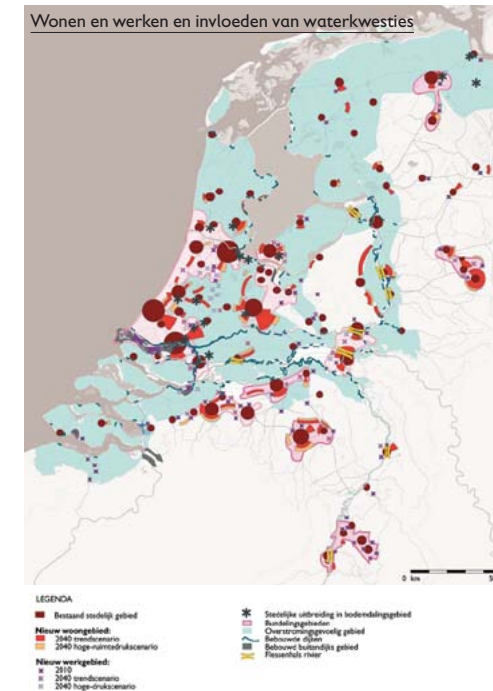 Wonen en werken en invloeden van waterkwesties
0 km
LEGENDA
Bestaand stedelijk gebied
Nieuw woongebied:
2040 trendscenario
2040 hoge-ruimtedrukscenario
Nieuw werkgebied:
2010
2040 trendscenario
2040 hoge-drukscenario
Stedelijke uitbreiding in bodemdalingsgebied
Bundelingsgebieden
Overstromingsgevoelig gebied
Bebouwde dijken
Bebouwd buitendijks gebied
Flessenhals rivier